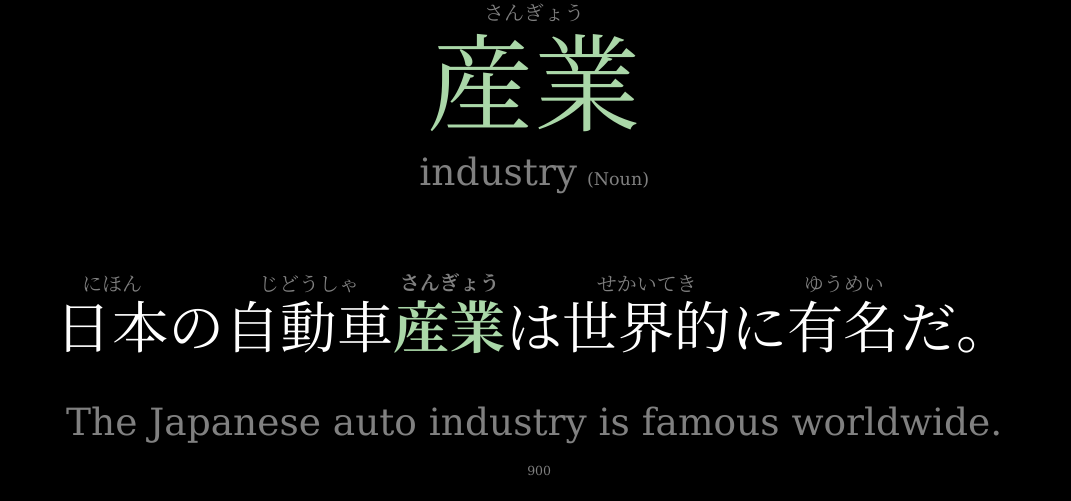 さんぎょう
産業
industry (Noun)
にほん じどうしゃ さんぎょう せかいてき ゆうめい
日本の自動車産業は世界的に有名だ。
The Japanese auto industry is famous worldwide.
900